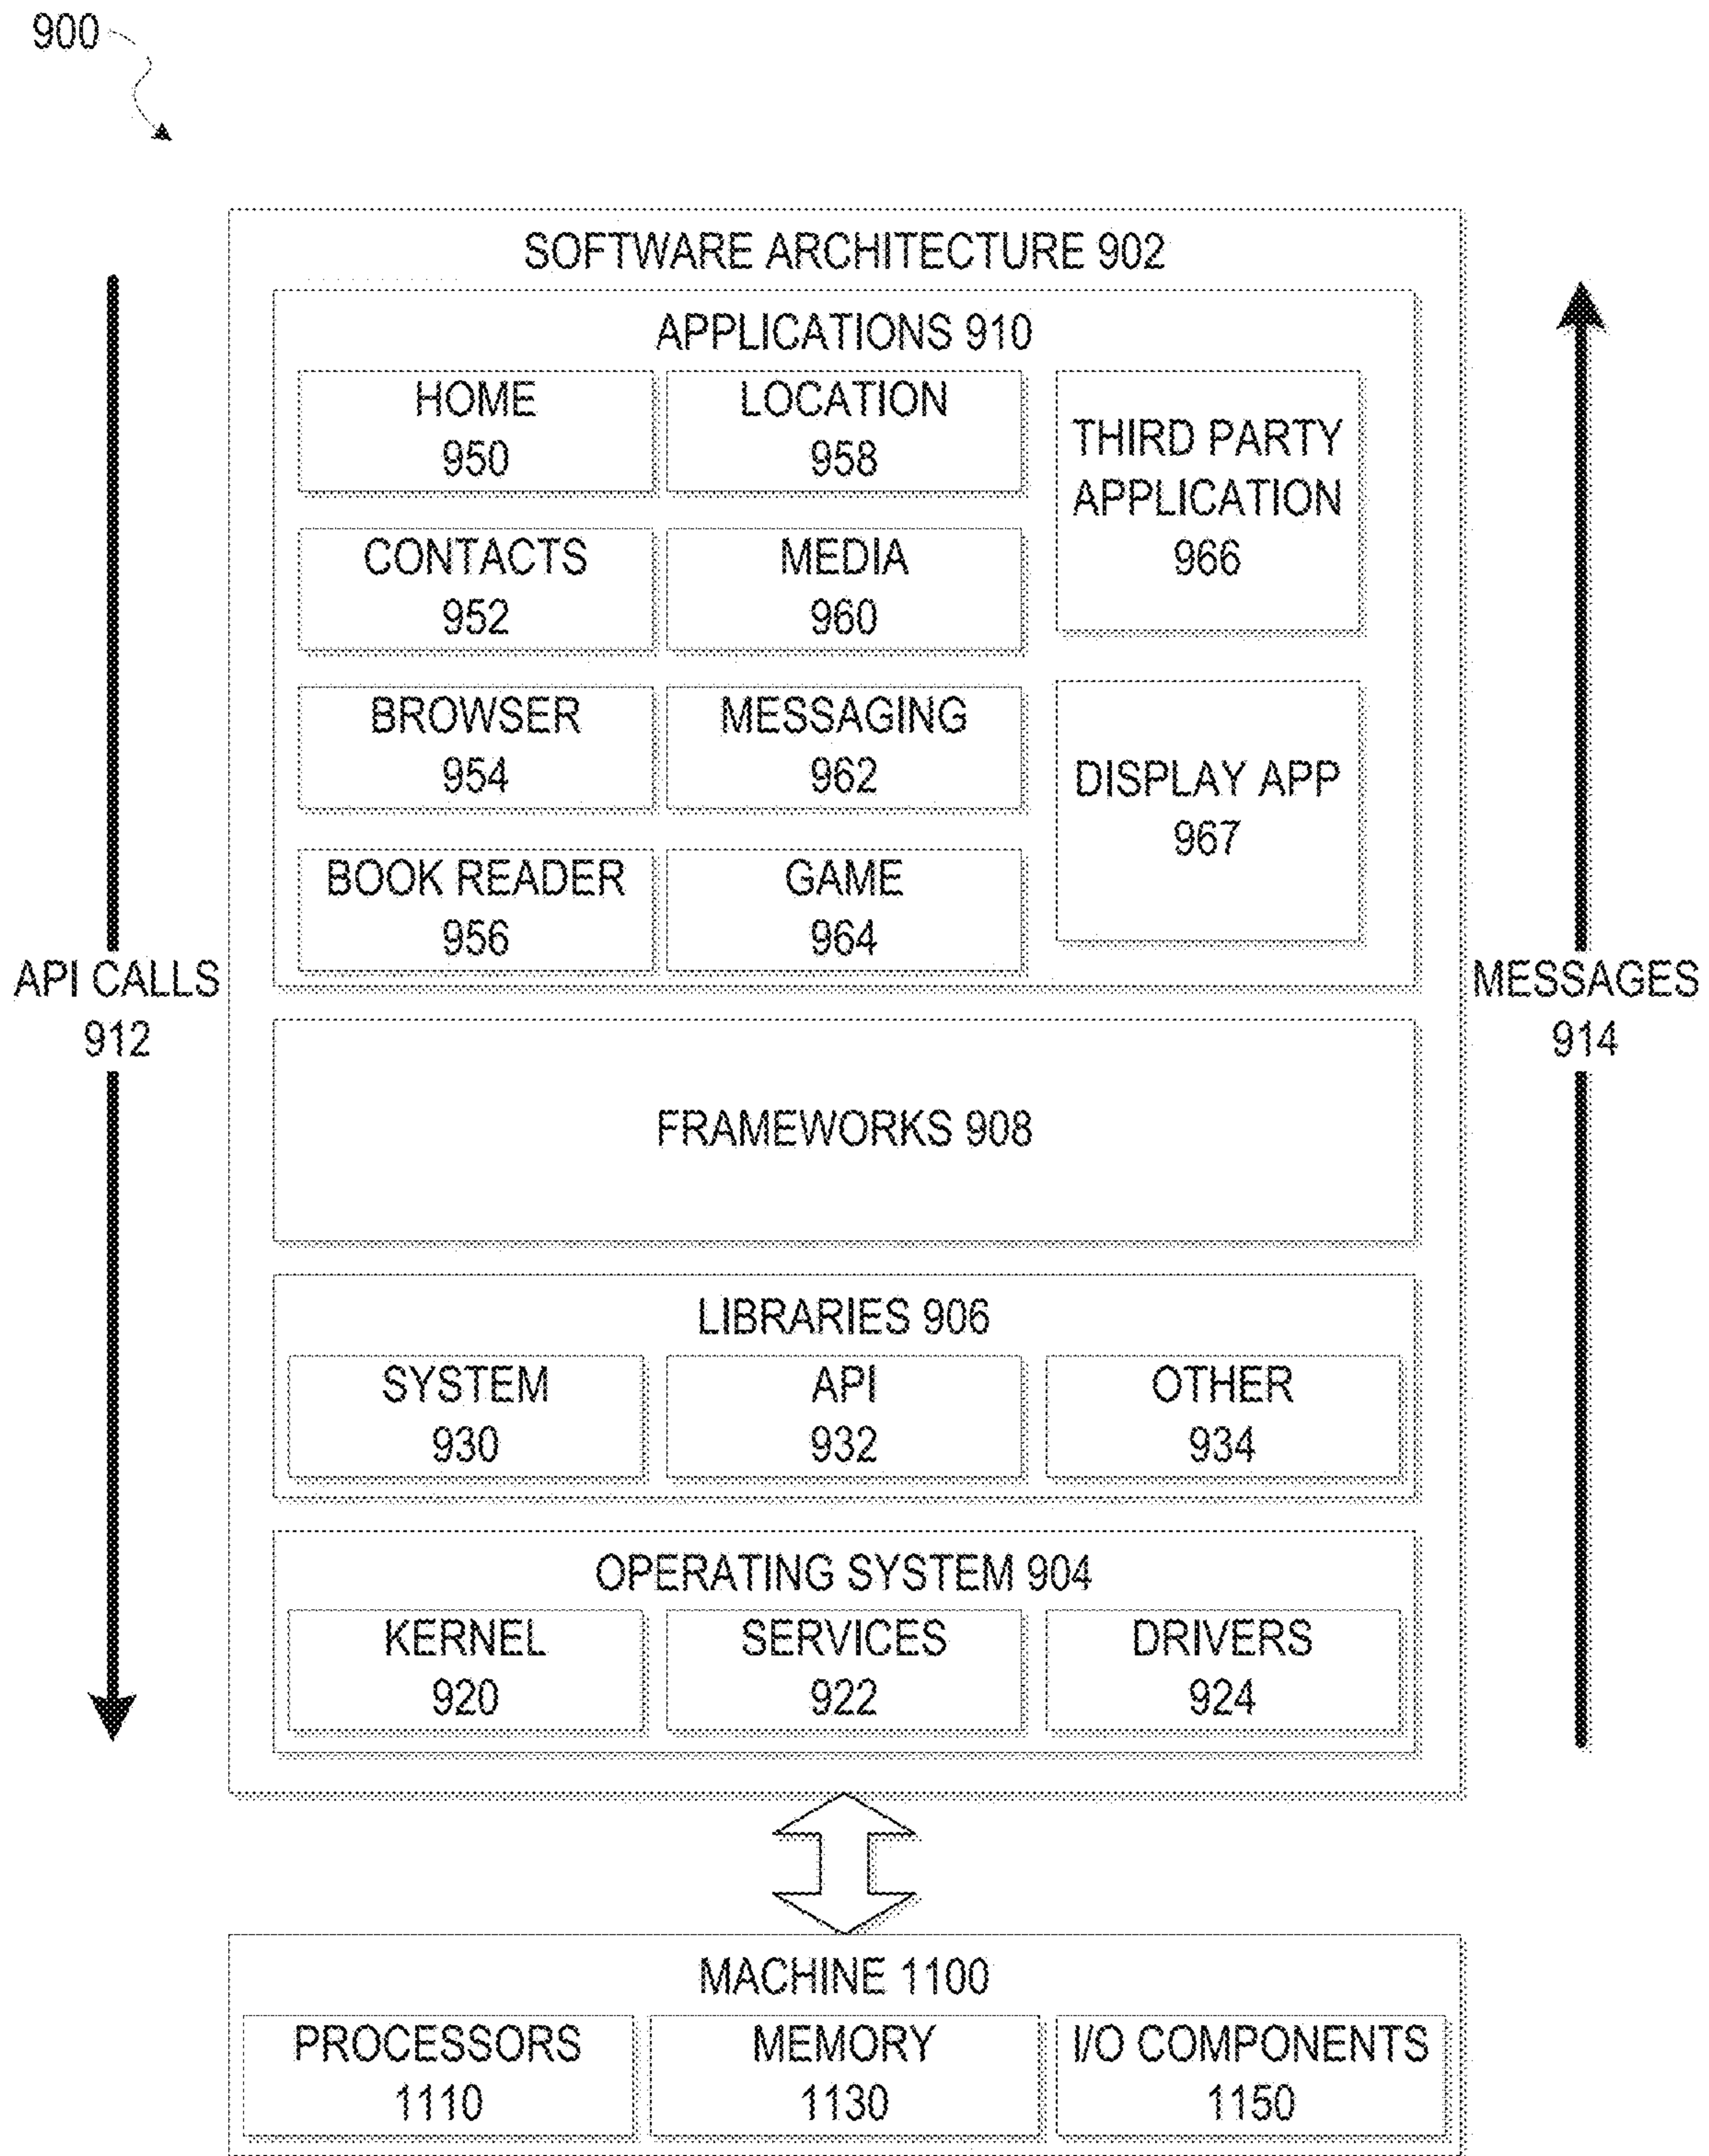 900
SOFTWARE ARCHITECTURE 902
APPLICATIONS 910
HOME
950
LOCATION
958
THIRD PARTY
APPLICATION
966
CONTACTS
952
MEDIA
960
BROWSER
954
MESSAGING
962
DISPLAY APP
967
BOOK READER
956
GAME
964
API CALLS
912
MESSAGES
914
FRAMEWORKS 908
LIBRARIES 906
SYSTEM
930
API
932
OTHER
934
OPERATING SYSTEM 904
KERNEL
920
SERVICES
922
DRIVERS
924
MACHINE 1100
PROCESSORS
1110
MEMORY
1130
I/O COMPONENTS
1150